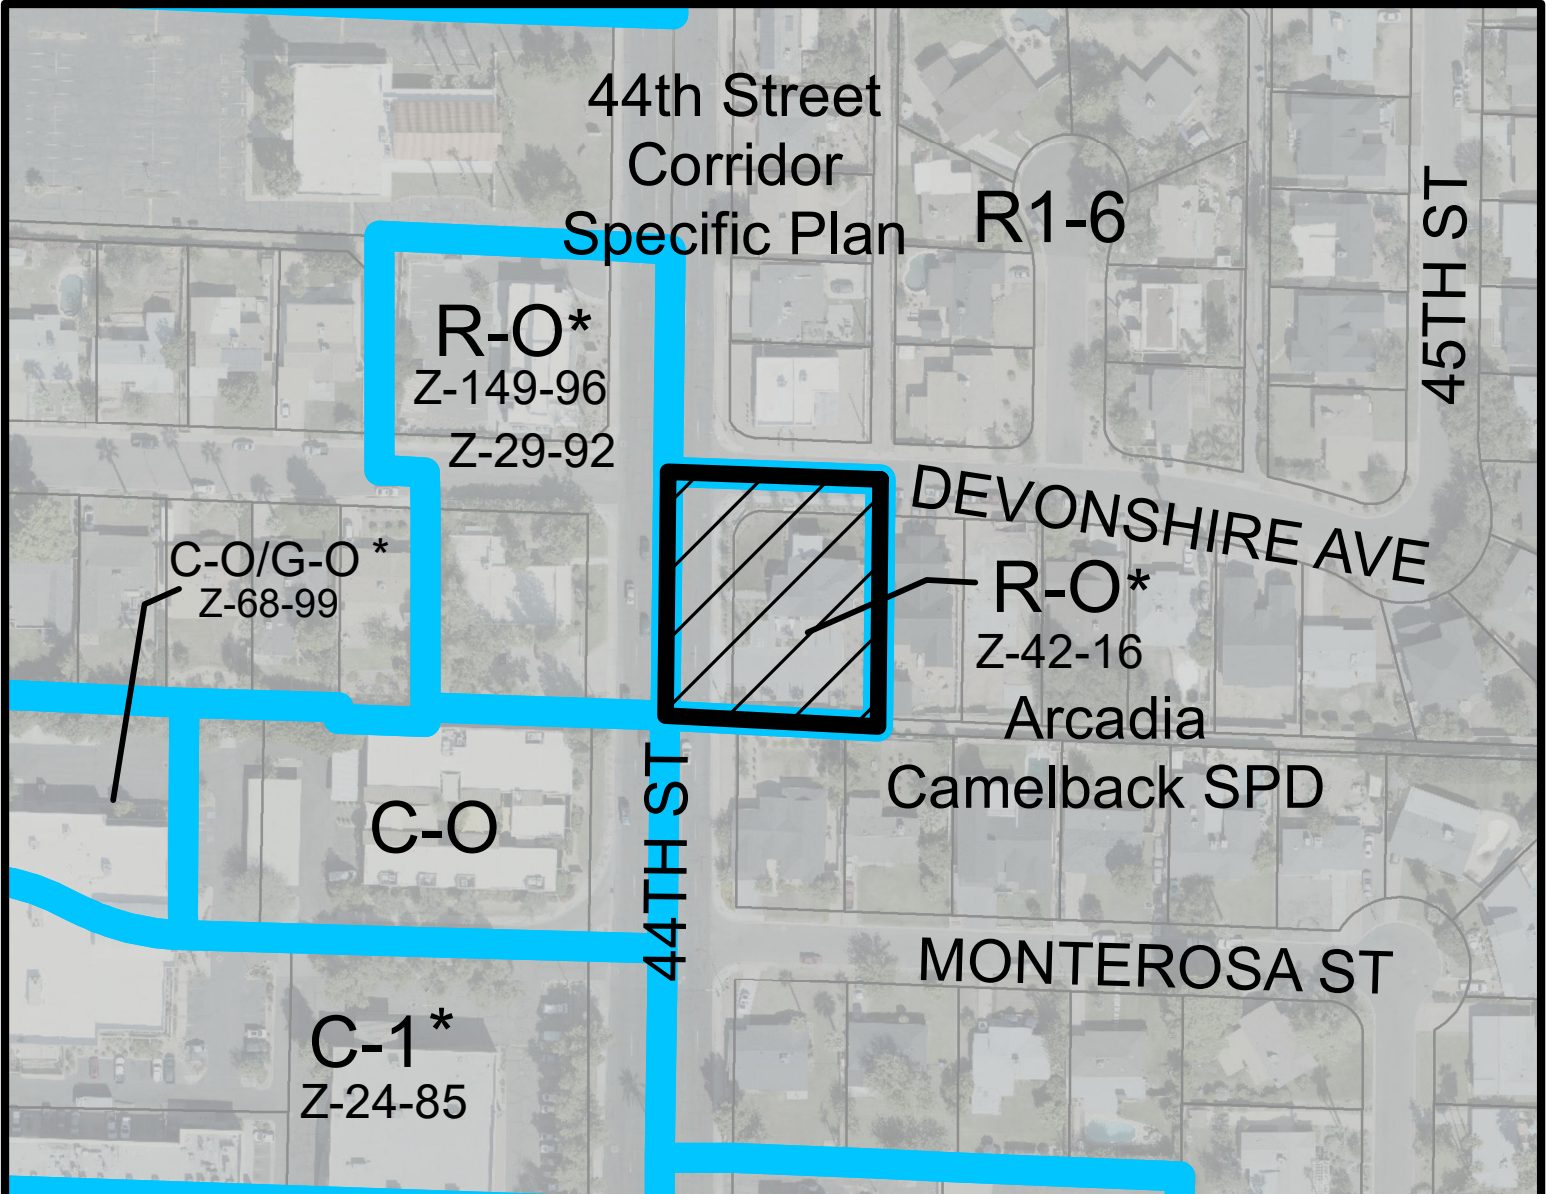 44th Street
Corridor
Specific Plan
R1-6
45TH ST
R-O*
Z-149-96
Z-29-92
DEVONSHIRE AVE
C-O/G-O *
Z-68-99
R-O*
Z-42-16
Arcadia
Camelback SPD
C-O
44TH ST
MONTEROSA ST
C-1*
Z-24-85